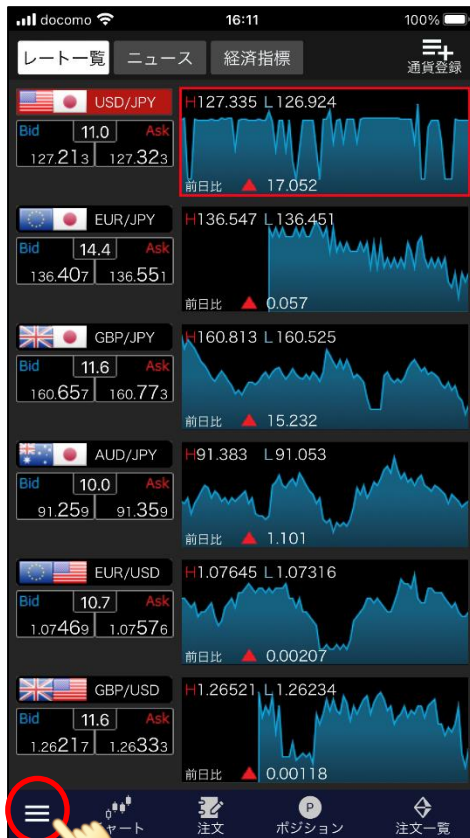 docomo 16:11 100%
レート一覧 ニュース 経済指標 通貨登録
USD/JPY H127.335 L126.924
Bid 11.0 Ask
127.213 127.323
前日比 ▲ 17.052
EUR/JPY H136.547 L136.451
Bid 14.4 Ask
136.407 136.551
前日比 ▲ 0.057
GBP/JPY H160.813 L160.525
Bid 11.6 Ask
160.657 160.773
前日比 ▲ 15.232
AUD/JPY H91.383 L91.053
Bid 10.0 Ask
91.259 91.359
前日比 ▲ 1.101
EUR/USD H1.07645 L1.07316
Bid 10.7 Ask
1.07469 1.07576
前日比 ▲ 0.00207
GBP/USD H1.26521 L1.26234
Bid 11.6 Ask
1.26217 1.26333
前日比 ▲ 0.00118
ャート 注文 P ポジション 注文一覧